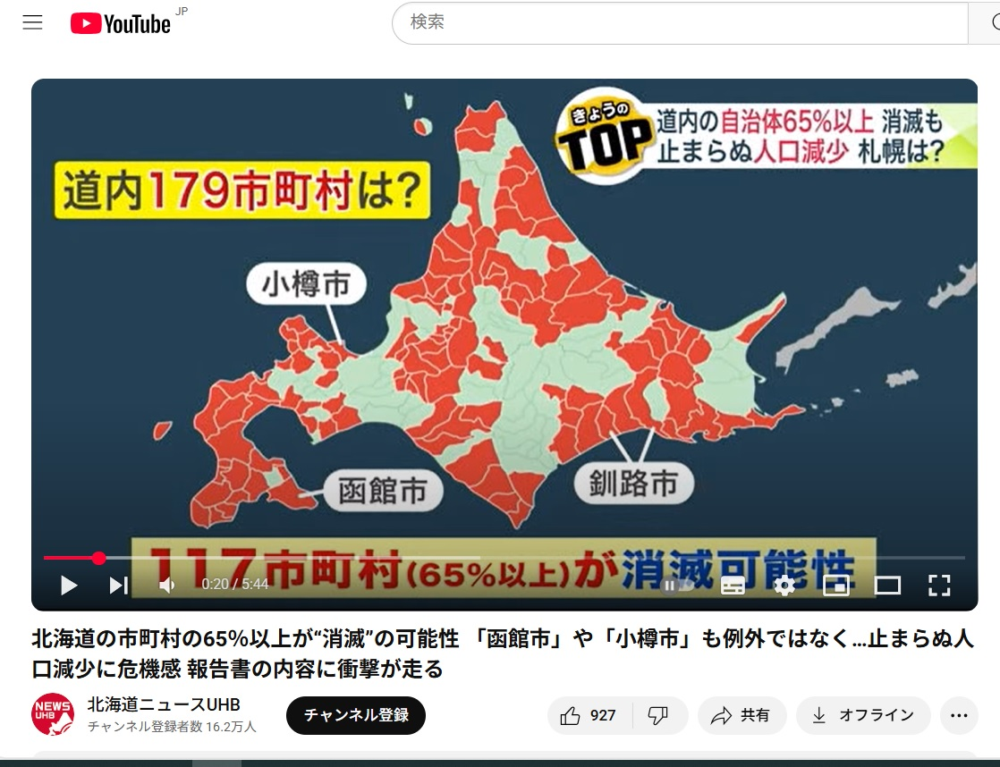 YouTube JP
検索
きょうの
TOP
道内の自治体65%以上 消滅も
止まらぬ人口減少 札幌は?
道内179市町村は?
小樽市
函館市
釧路市
117市町村(65%以上)が消滅可能性
0:20 / 5:44
北海道の市町村の65%以上が“消滅”の可能性 「函館市」や「小樽市」も例外ではなく...止まらぬ人
口減少に危機感 報告書の内容に衝撃が走る
NEWS
UHB
北海道ニュースUHB
チャンネル登録者数 16.2万人
チャンネル登録
927
共有
オフライン